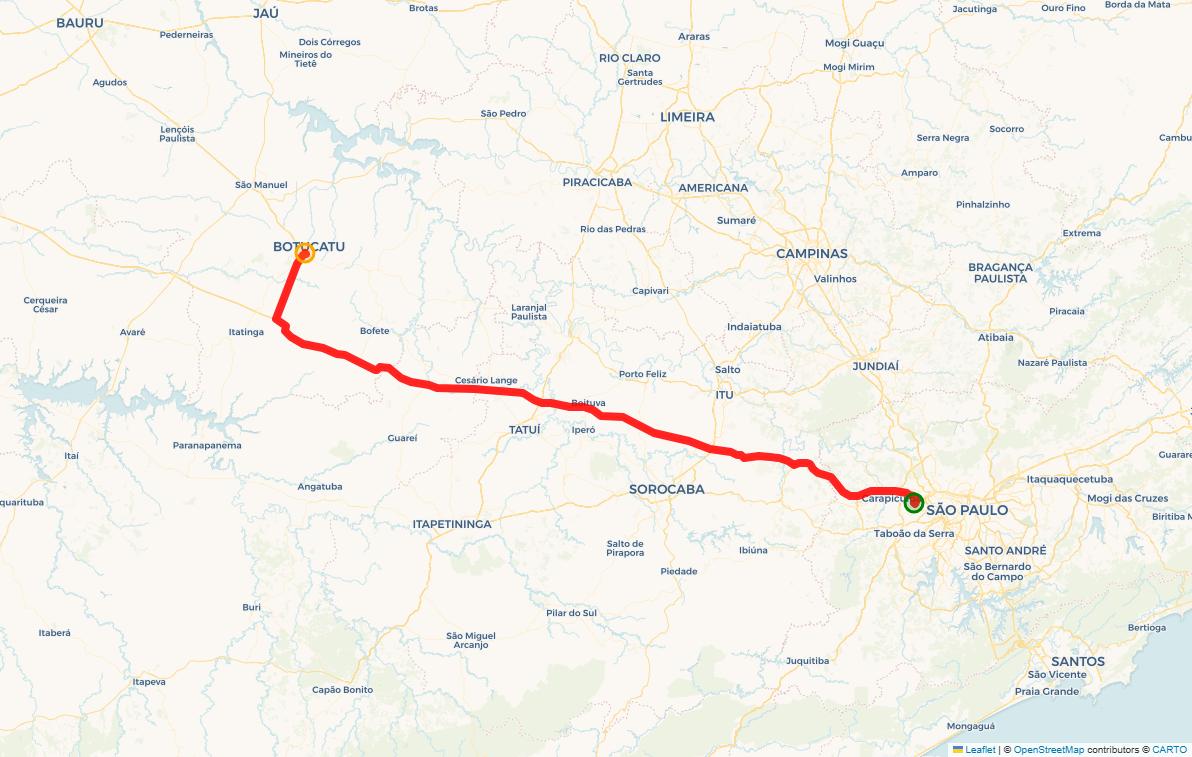 Brotas
Jacutinga
Ouro Fino
Borda da Mata
BAURU
JAÚ
Pederneiras
Dois Córregos
Mineiros do
Tietê
Araras
Mogi Guaçu
Mogi Mirim
RIO CLARO
Santa
Gertrudes
Agudos
São Pedro
LIMEIRA
Lençóis
Paulista
Serra Negra
Socorro
Cambu
São Manuel
PIRACICABA
AMERICANA
Amparo
Pinhalzinho
Sumaré
Rio das Pedras
Extrema
BOTUCATU
CAMPINAS
Valinhos
BRAGANÇA
PAULISTA
Cerqueira
César
Capivari
Laranjal
Paulista
Piracaia
Avaré
Itatinga
Bofete
Indaiatuba
Atibaia
Nazaré Paulista
JUNDIAÍ
Cesário Lange
Porto Feliz
Salto
ITU
Boituva
TATUÍ
Iperó
Guareí
Paranapanema
Itaí
Guarare
Angatuba
SOROCABA
Itaquaquecetuba
Mogi das Cruzes
quarituba
Carapicu
SÃO PAULO
Biritiba M
ITAPETININGA
Taboão da Serra
Salto de
Pirapora
Ibiúna
SANTO ANDRÉ
São Bernardo
do Campo
Piedade
Buri
Pilar do Sul
Itaberá
São Miguel
Arcanjo
Bertioga
Juquitiba
SANTOS
São Vicente
Praia Grande
Itapeva
Capão Bonito
Mongaguá
Leaflet | © OpenStreetMap contributors © CARTO